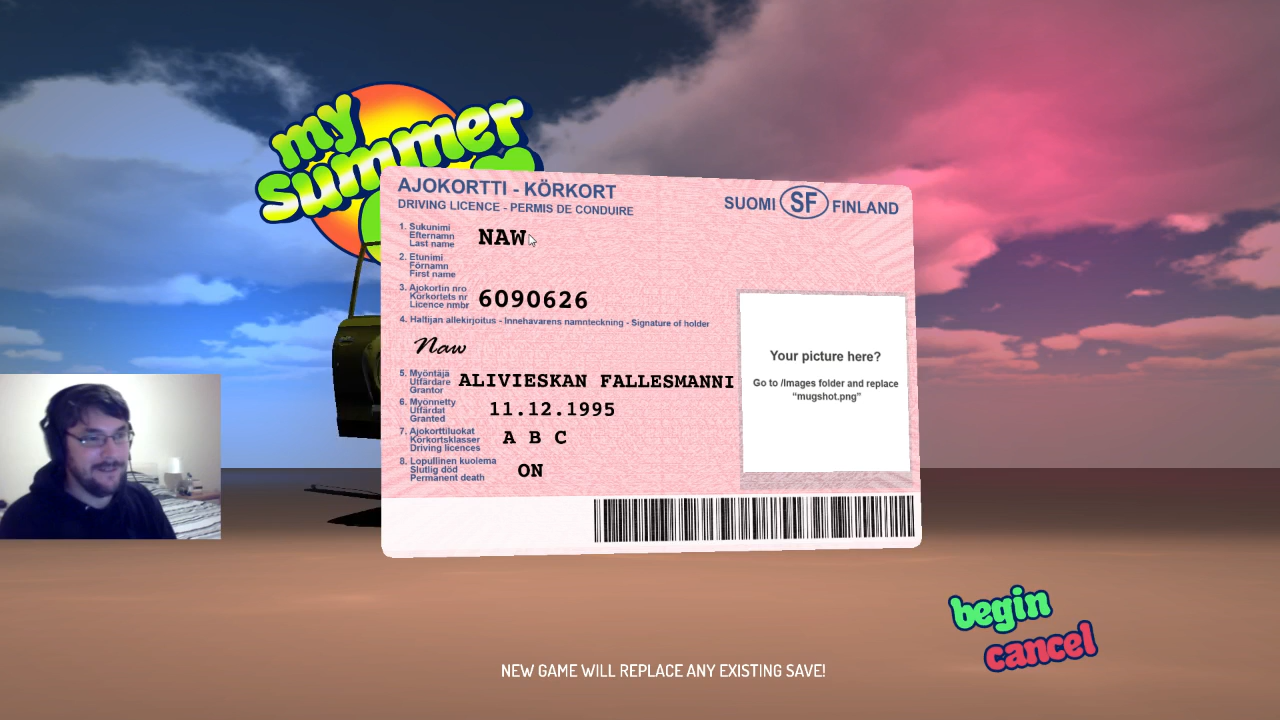 my
summer
AJOKORTTI - KÖRKORT
DRIVING LICENCE - PERMIS DE CONDUIRE
SUOMI SF FINLAND
1. Sukunimi
Efternamn
Last name
NAW
2. Etunimi
Förnamn
First name
3. Ajokortin nro
Körkortets nr
Licence nmbr
6090626
4. Haltijan allekirjoitus - Innehavarens namnteckning - Signature of holder
Naw
5. Myöntäjä
Utfärdare
Grantor
ALIVIESKAN FALLESMANNI
6. Myönnetty
Utfärdat
Granted
11.12.1995
7. Ajokorttiluokat
Körkortsklasser
Driving licences
A B C
8. Lopullinen kuolema
Slutlig död
Permanent death
ON
Your picture here?
Go to /Images folder and replace
"mugshot.png"
begin
cancel
NEW GAME WILL REPLACE ANY EXISTING SAVE!